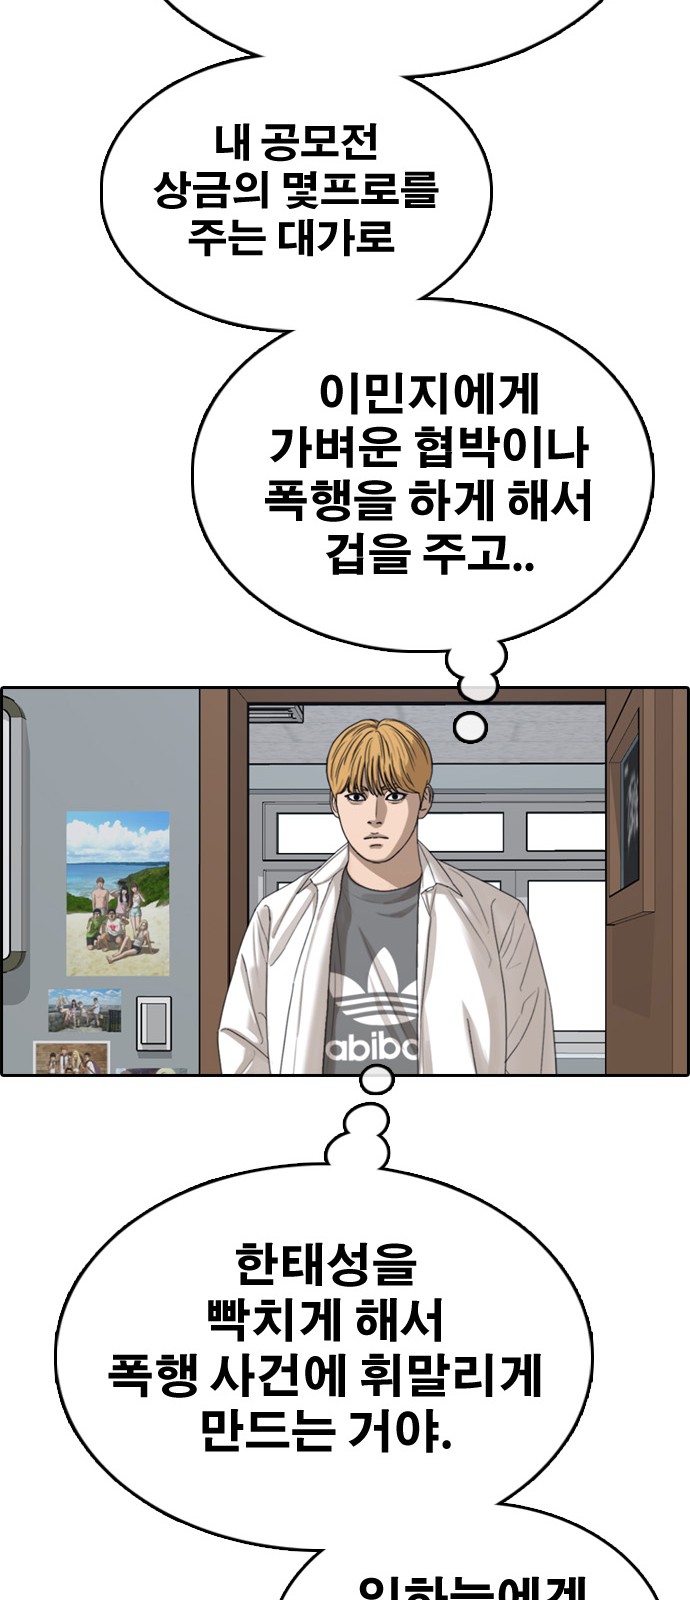 내 공모전
상금의 몇프로를
주는 대가로
이민지에게
가벼운 협박이나
폭행을 하게 해서
겁을 주고..
abibc
한태성을
빡치게 해서
폭행 사건에 휘말리게
만드는 거야.